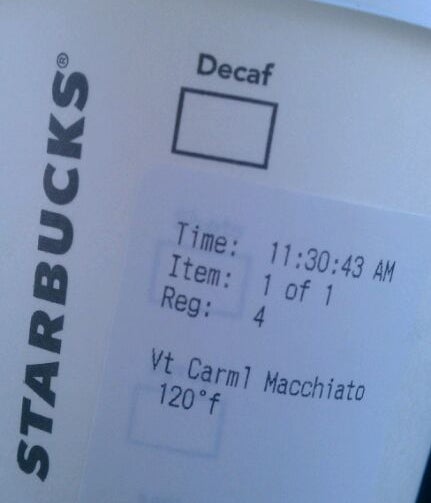 STARBUCKS®
Decaf
Time: 11:30:43 AM
Item: 1 of 1
Reg: 4
Vt Carml Macchiato
120°f